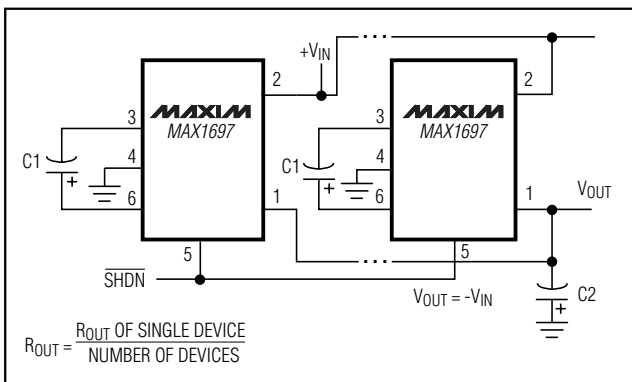 +VIN
2
2
MAXIM
MAX1697
MAXIM
MAX1697
3
3
C1
4
C1
4
+
6
+
6
1
1
VOUT
5
5
SHDN
VOUT = -VIN
C2
+
ROUT = ROUT OF SINGLE DEVICE
NUMBER OF DEVICES